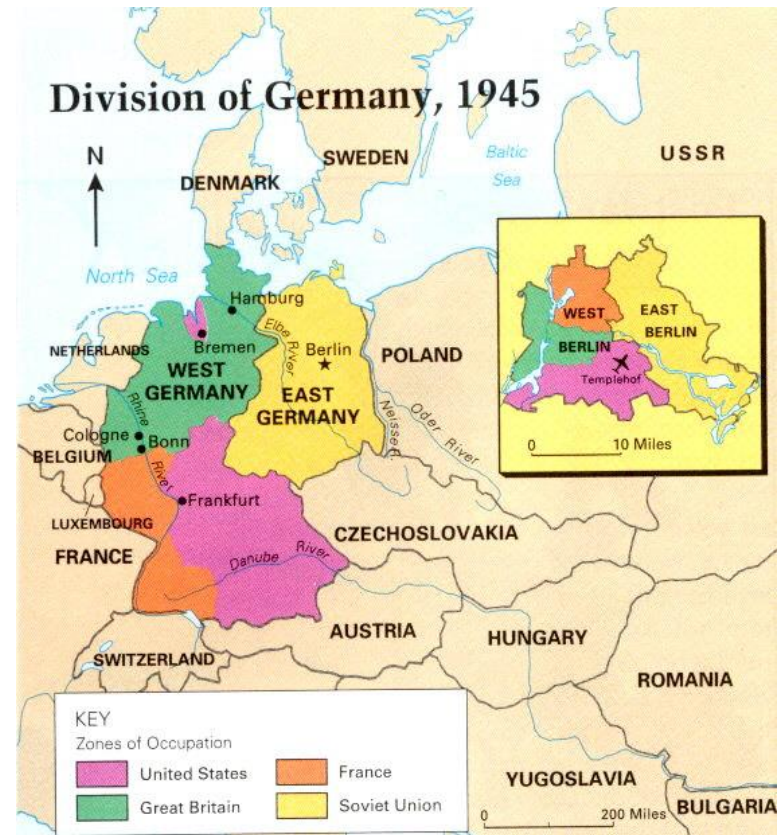 Division of Germany, 1945
N
SWEDEN
Baltic
Sea
USSR
DENMARK
North Sea
Hamburg
Elbe River
Bremen
Berlin
NETHERLANDS
WEST
GERMANY
EAST
GERMANY
POLAND
Oder River
Neisse R.
Rhine
River
Cologne
Bonn
BELGIUM
Frankfurt
LUXEMBOURG
FRANCE
CZECHOSLOVAKIA
Danube River
AUSTRIA
HUNGARY
SWITZERLAND
ROMANIA
YUGOSLAVIA
BULGARIA
WEST
BERLIN
EAST
BERLIN
Templehof
0 10 Miles
KEY
Zones of Occupation
United States
France
Great Britain
Soviet Union
0 200 Miles